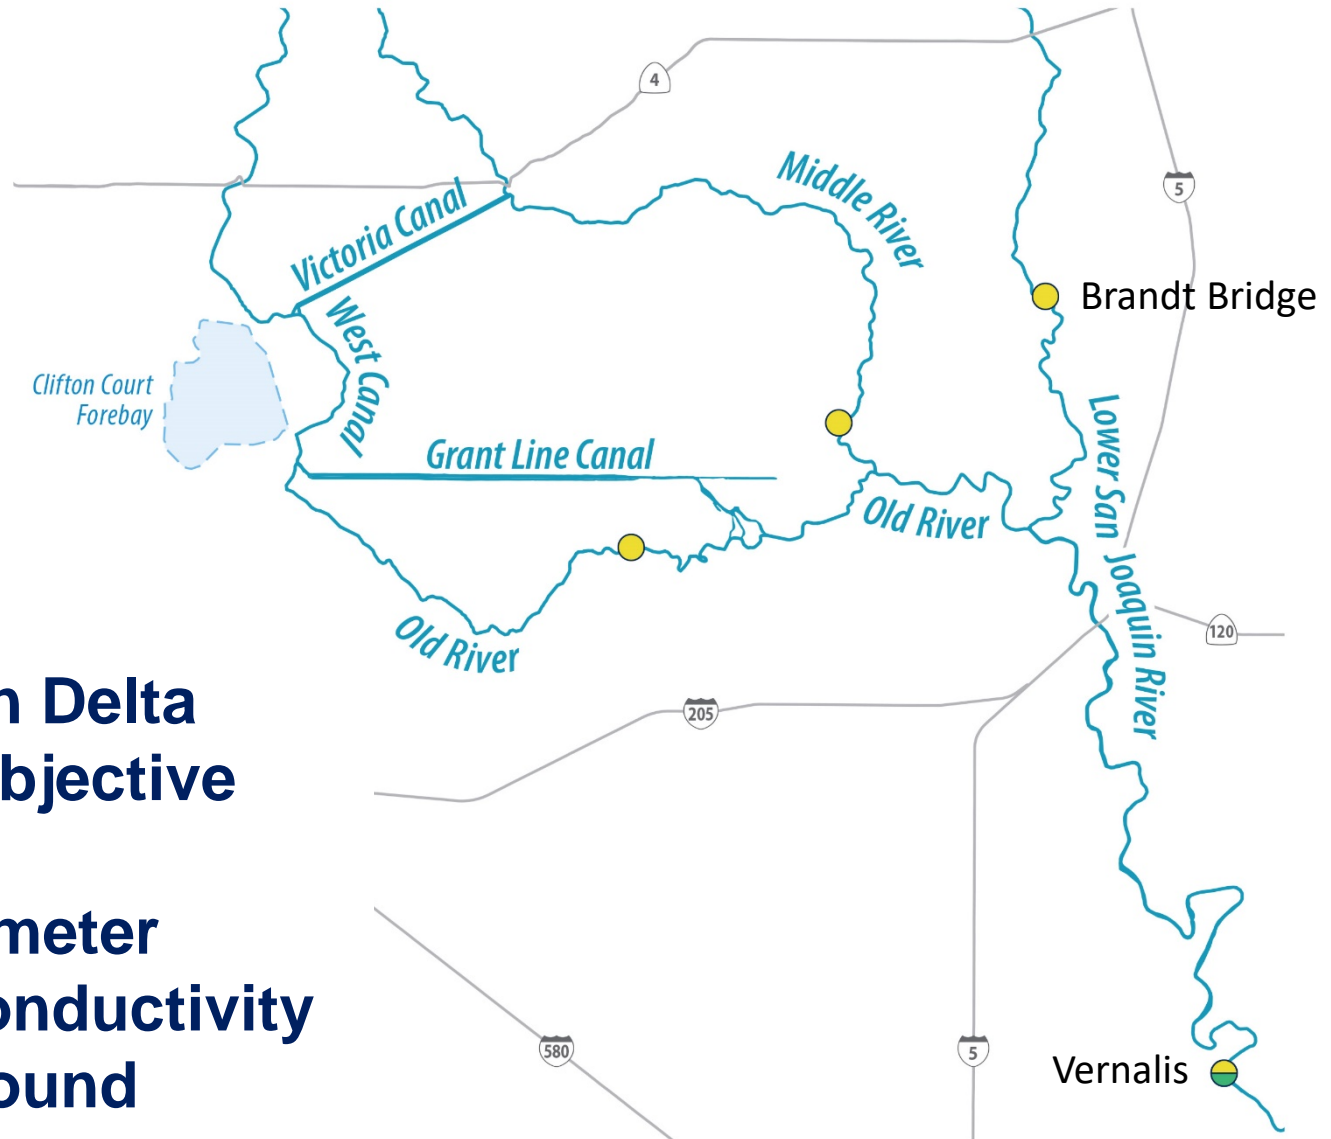 4
5
Middle River
Victoria Canal
Brandt Bridge
West Canal
Clifton Court
Forebay
Grant Line Canal
Lower San Joaquin River
Old River
Old River
120
n Delta
205
bjective
meter
onductivity
580
5
Vernalis
ound